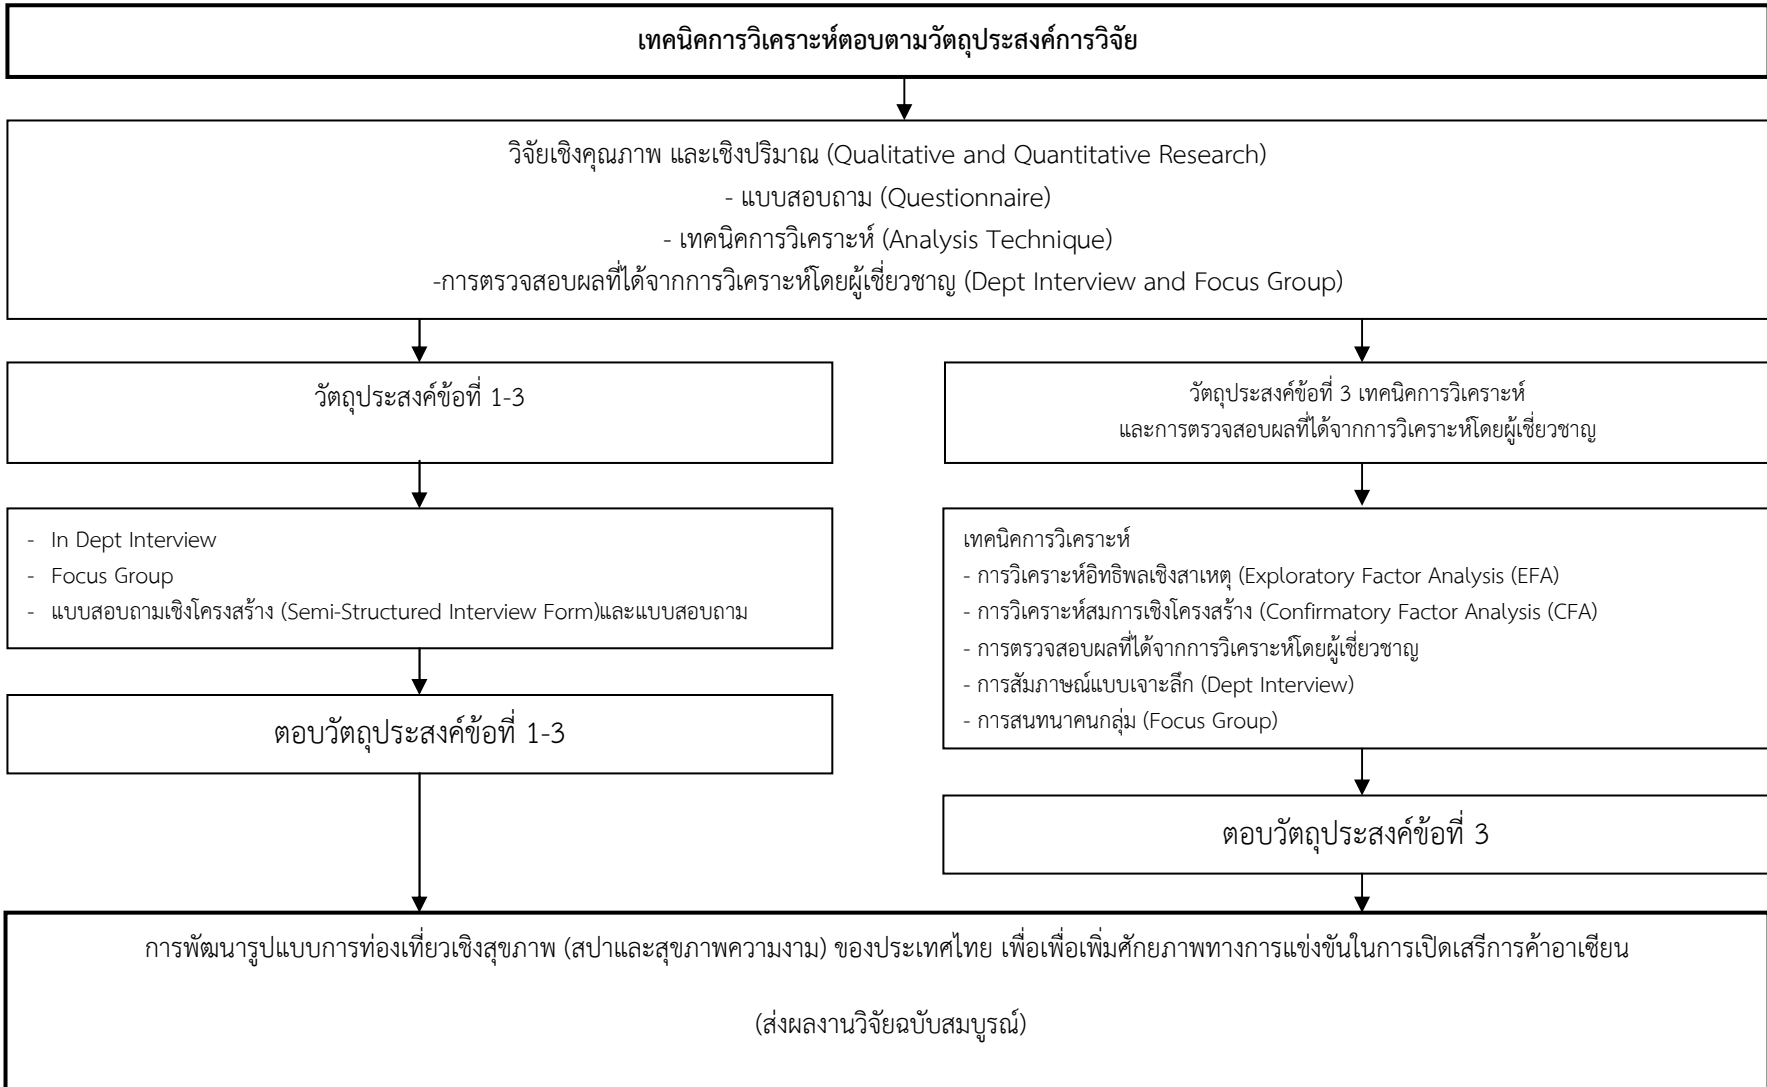 เทคนิคการวิเคราะห์ตอบตามวัตถุประสงค์การวิจัย
วิจัยเชิงคุณภาพ และเชิงปริมาณ (Qualitative and Quantitative Research)
- แบบสอบถาม (Questionnaire)
- เทคนิคการวิเคราะห์ (Analysis Technique)
-การตรวจสอบผลที่ได้จากการวิเคราะห์โดยผู้เชี่ยวชาญ (Dept Interview and Focus Group)
วัตถุประสงค์ข้อที่ 1-3
- In Dept Interview
- Focus Group
- แบบสอบถามเชิงโครงสร้าง (Semi-Structured Interview Form)และแบบสอบถาม
ตอบวัตถุประสงค์ข้อที่ 1-3
วัตถุประสงค์ข้อที่ 3 เทคนิคการวิเคราะห์
และการตรวจสอบผลที่ได้จากการวิเคราะห์โดยผู้เชี่ยวชาญ
เทคนิคการวิเคราะห์
- การวิเคราะห์อิทธิพลเชิงสาเหตุ (Exploratory Factor Analysis (EFA)
- การวิเคราะห์สมการเชิงโครงสร้าง (Confirmatory Factor Analysis (CFA)
- การตรวจสอบผลที่ได้จากการวิเคราะห์โดยผู้เชี่ยวชาญ
- การสัมภาษณ์แบบเจาะลึก (Dept Interview)
- การสนทนาคนกลุ่ม (Focus Group)
ตอบวัตถุประสงค์ข้อที่ 3
การพัฒนารูปแบบการท่องเที่ยวเชิงสุขภาพ (สปาและสุขภาพความงาม) ของประเทศไทย เพื่อเพื่อเพิ่มศักยภาพทางการแข่งขันในการเปิดเสรีการค้าอาเซียน
(ส่งผลงานวิจัยฉบับสมบูรณ์)